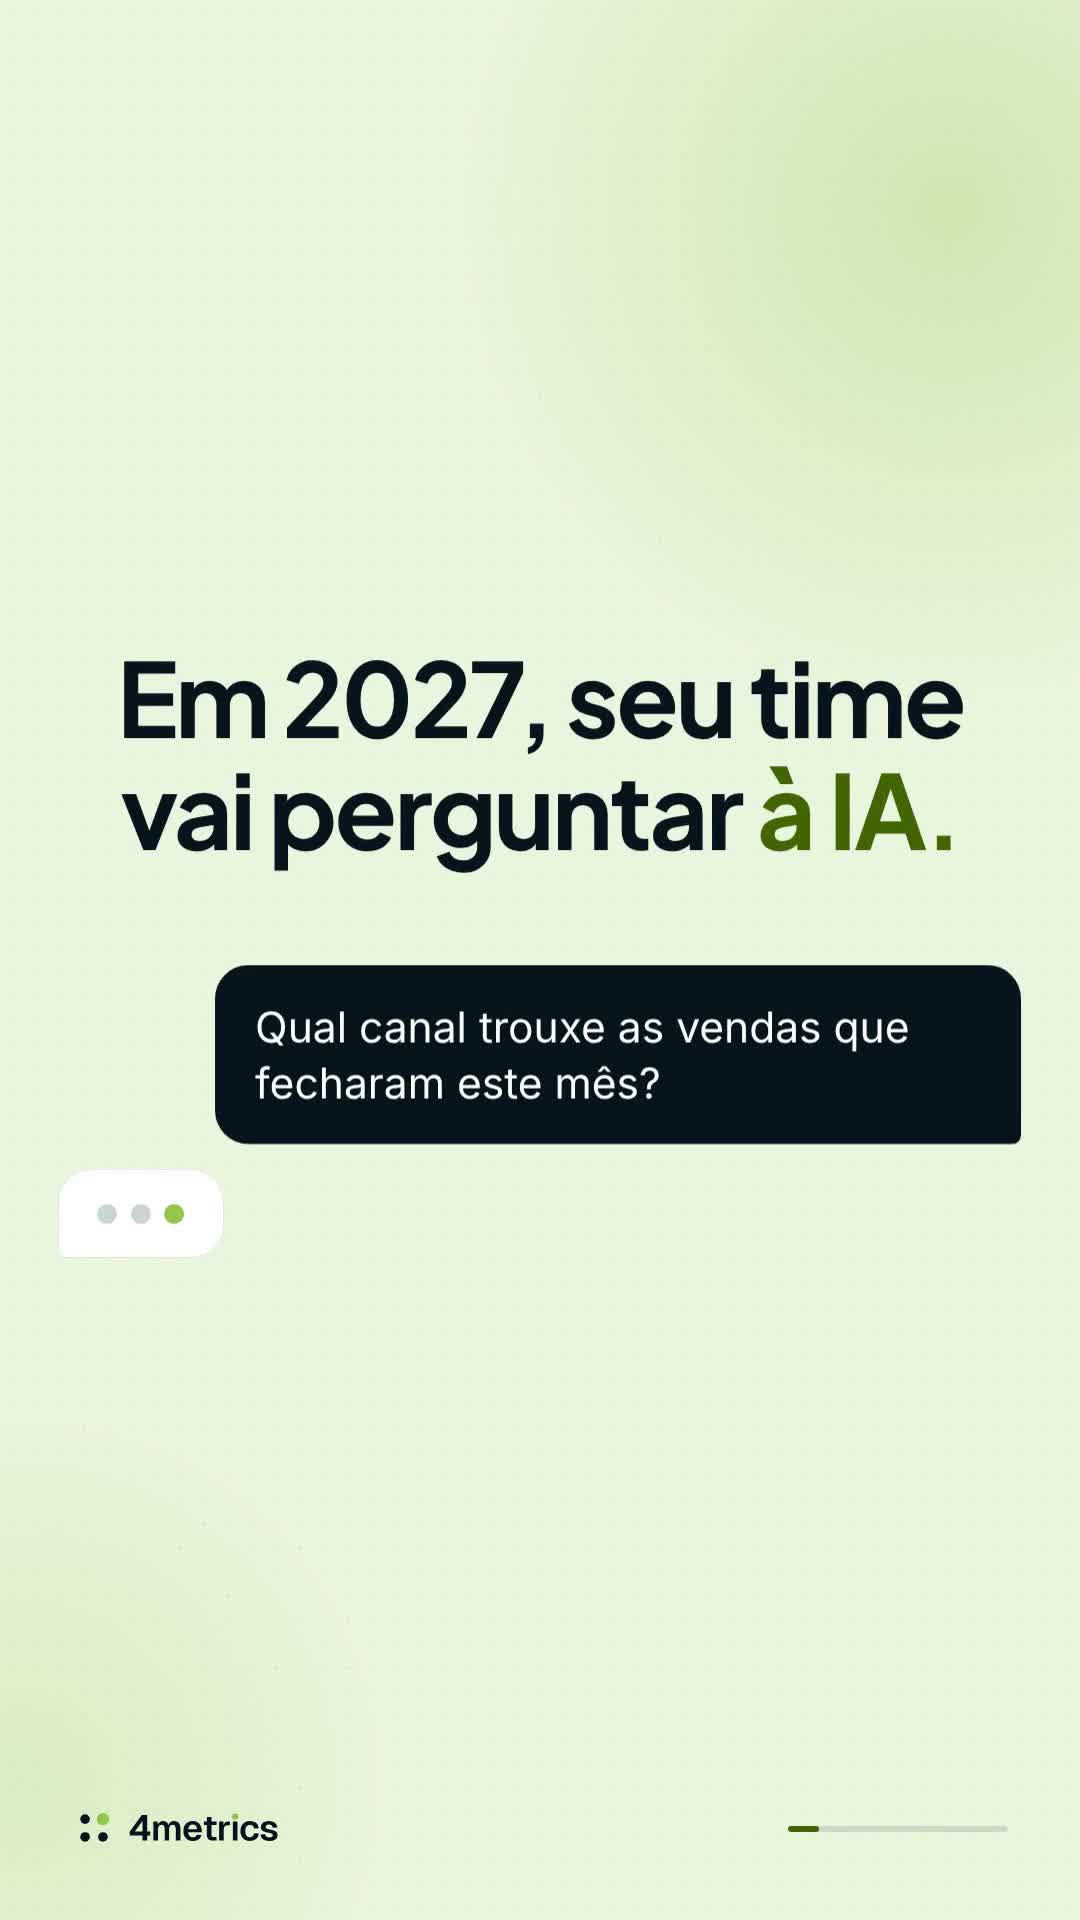 Em 2027, seu time
vai perguntar à IA.
Qual canal trouxe as vendas que
fecharam este mês?
4metrics